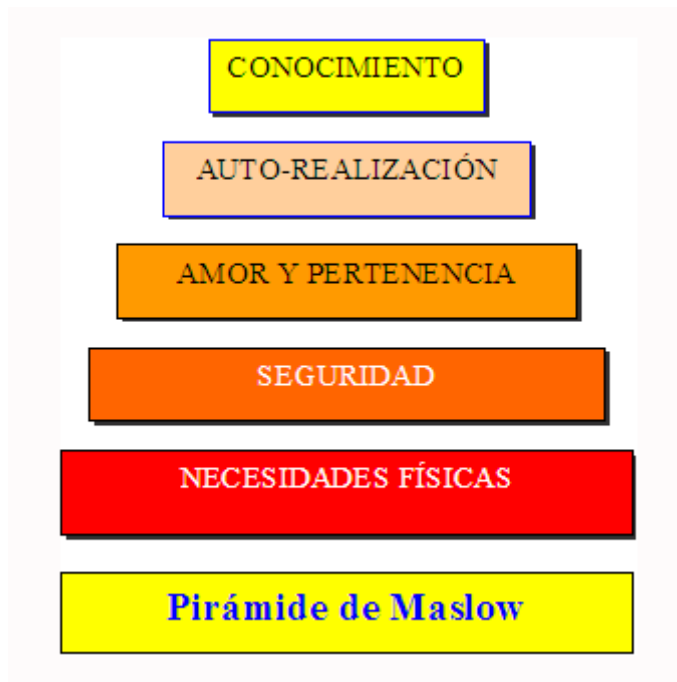 CONOCIMIENTO
AUTO-REALIZACIÓN
AMOR Y PERTENENCIA
SEGURIDAD
NECESIDADES FÍSICAS
Pirámide de Maslow